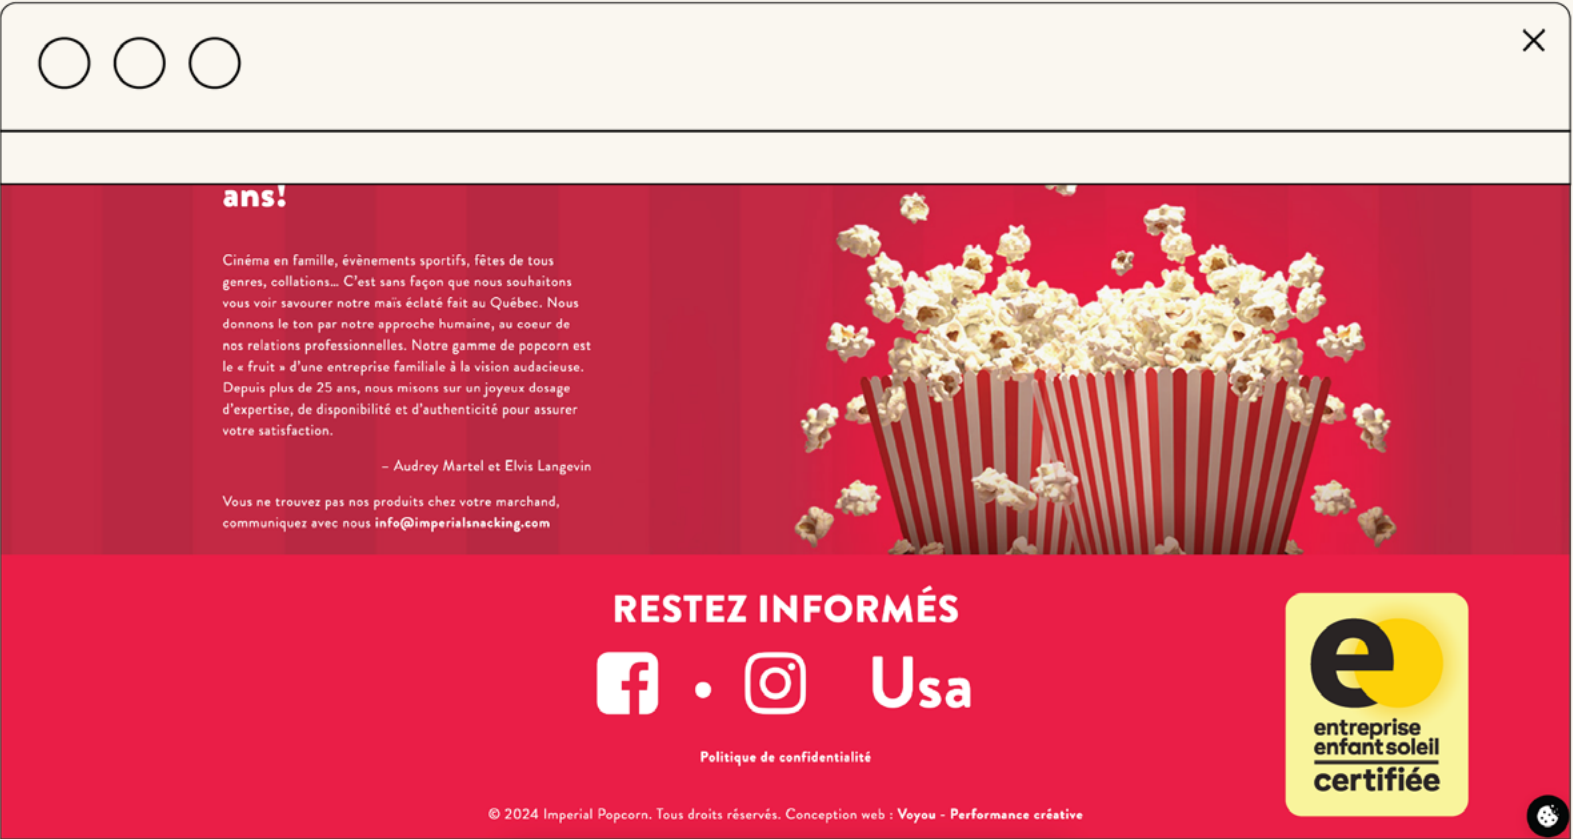 ans!
Cinéma en famille, évènements sportifs, fêtes de tous
genres, collations... C'est sans façon que nous souhaitons
vous voir savourer notre maïs éclaté fait au Québec. Nous
donnons le ton par notre approche humaine, au coeur de
nos relations professionnelles. Notre gamme de popcorn est
le « fruit » d'une entreprise familiale à la vision audacieuse.
Depuis plus de 25 ans, nous misons sur un joyeux dosage
d'expertise, de disponibilité et d'authenticité pour assurer
votre satisfaction.
– Audrey Martel et Elvis Langevin
Vous ne trouvez pas nos produits chez votre marchand,
communiquez avec nous info@imperialsnacking.com
RESTEZ INFORMÉS
Usa
Politique de confidentialité
© 2024 Imperial Popcorn. Tous droits réservés. Conception web : Voyou - Performance créative
entreprise
enfant soleil
certifiée